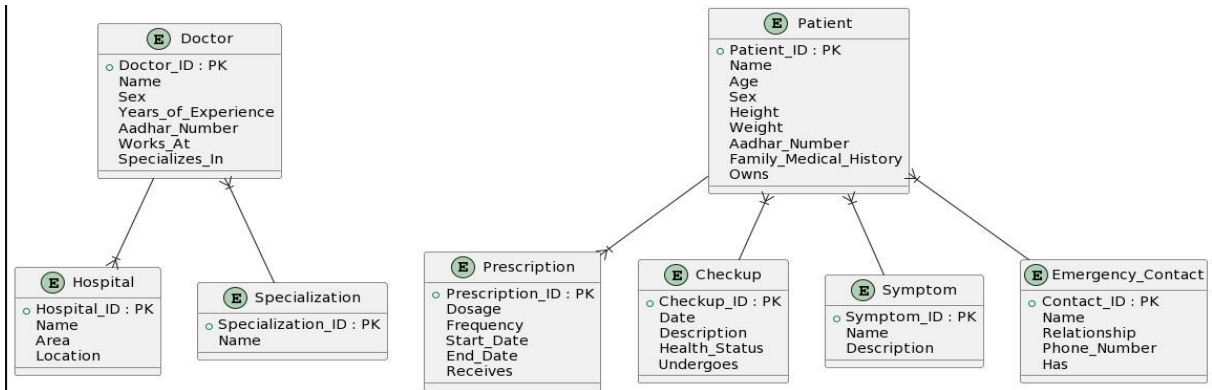 E Doctor
Doctor_ID : PK
Name
Sex
Years_of_Experience
Aadhar_Number
Works_At
Specializes_In
E Patient
Patient_ID : PK
Name
Age
Sex
Height
Weight
Aadhar_Number
Family_Medical_History
Owns
E Hospital
Hospital_ID : PK
Name
Area
Location
E Specialization
Specialization_ID : PK
Name
E Prescription
Prescription_ID : PK
Dosage
Frequency
Start_Date
End_Date
Receives
E Checkup
Checkup_ID : PK
Date
Description
Health_Status
Undergoes
E Symptom
Symptom_ID : PK
Name
Description
E Emergency_Contact
Contact_ID : PK
Name
Relationship
Phone_Number
Has